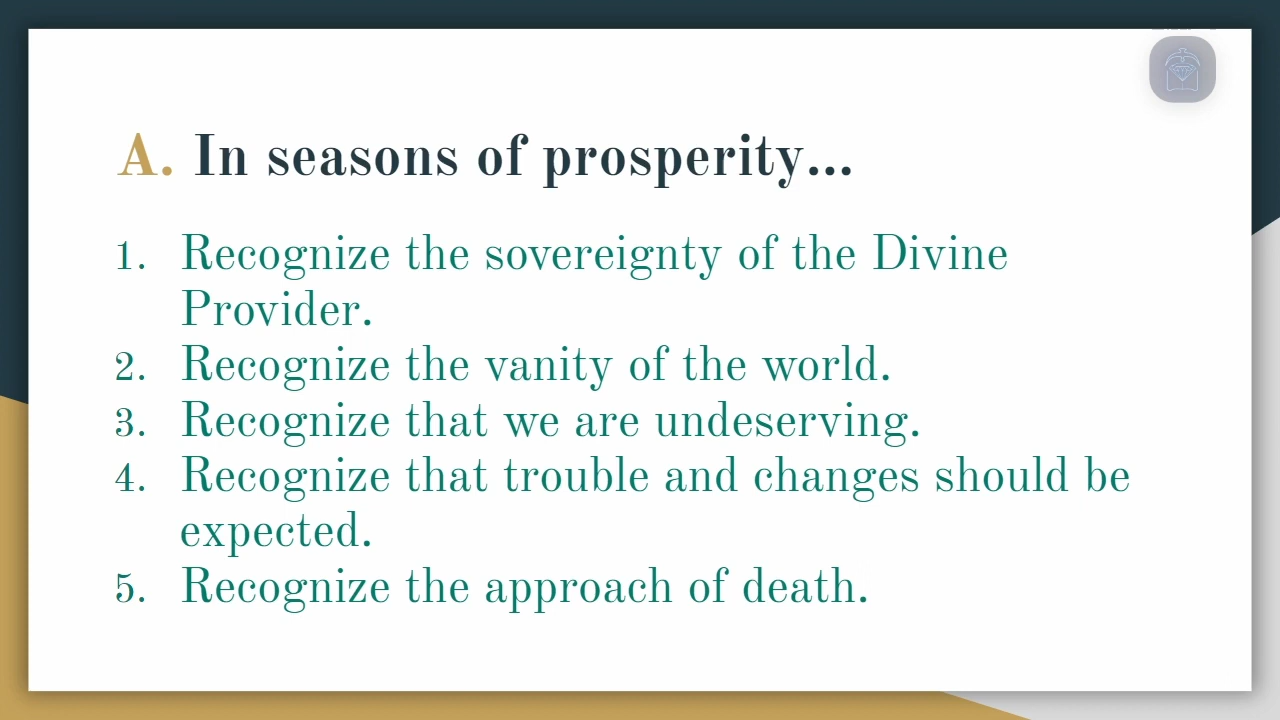 A. In seasons of prosperity...
1. Recognize the sovereignty of the Divine
Provider.
2. Recognize the vanity of the world.
3. Recognize that we are undeserving.
4. Recognize that trouble and changes should be
expected.
5. Recognize the approach of death.